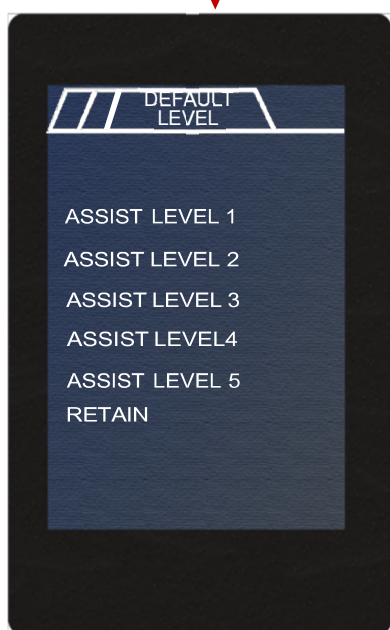 DEFAULT
LEVEL
ASSIST LEVEL 1
ASSIST LEVEL 2
ASSIST LEVEL 3
ASSIST LEVEL4
ASSIST LEVEL 5
RETAIN